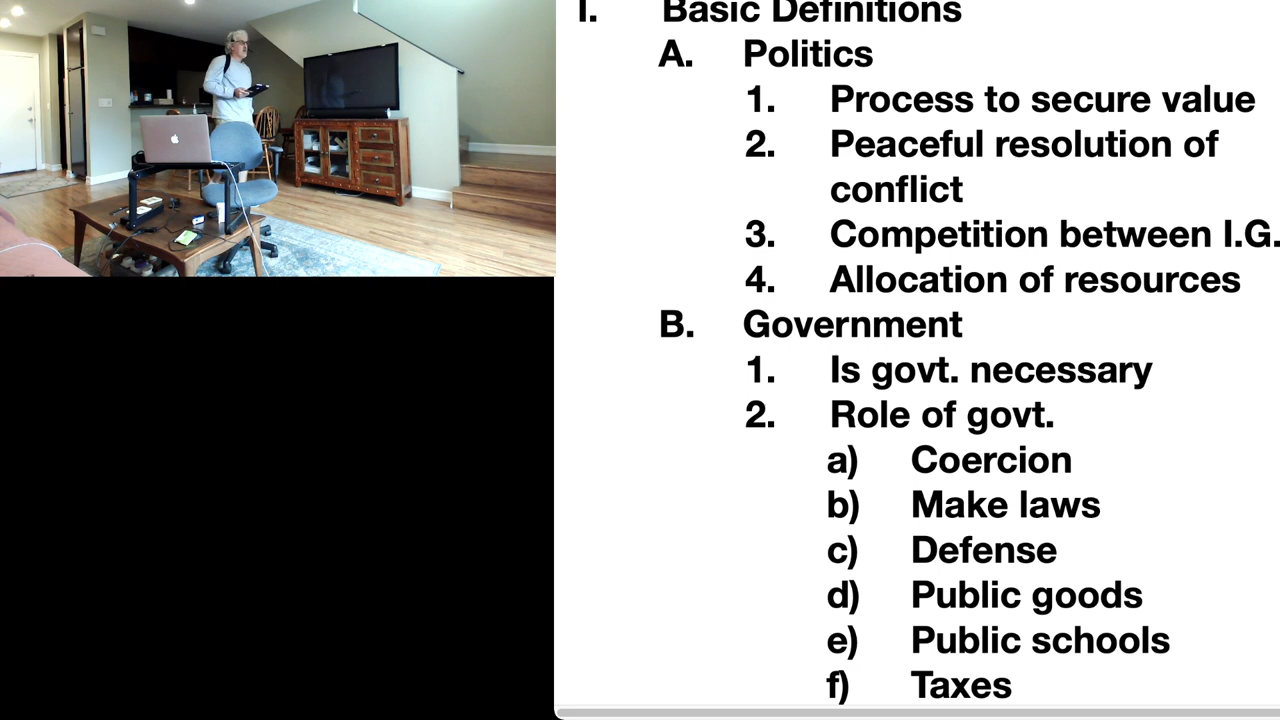 I. Basic Definitions
A. Politics
1. Process to secure value
2. Peaceful resolution of
conflict
3. Competition between I.G.
4. Allocation of resources
B. Government
1. Is govt. necessary
2. Role of govt.
a) Coercion
b) Make laws
c) Defense
d) Public goods
e) Public schools
f) Taxes